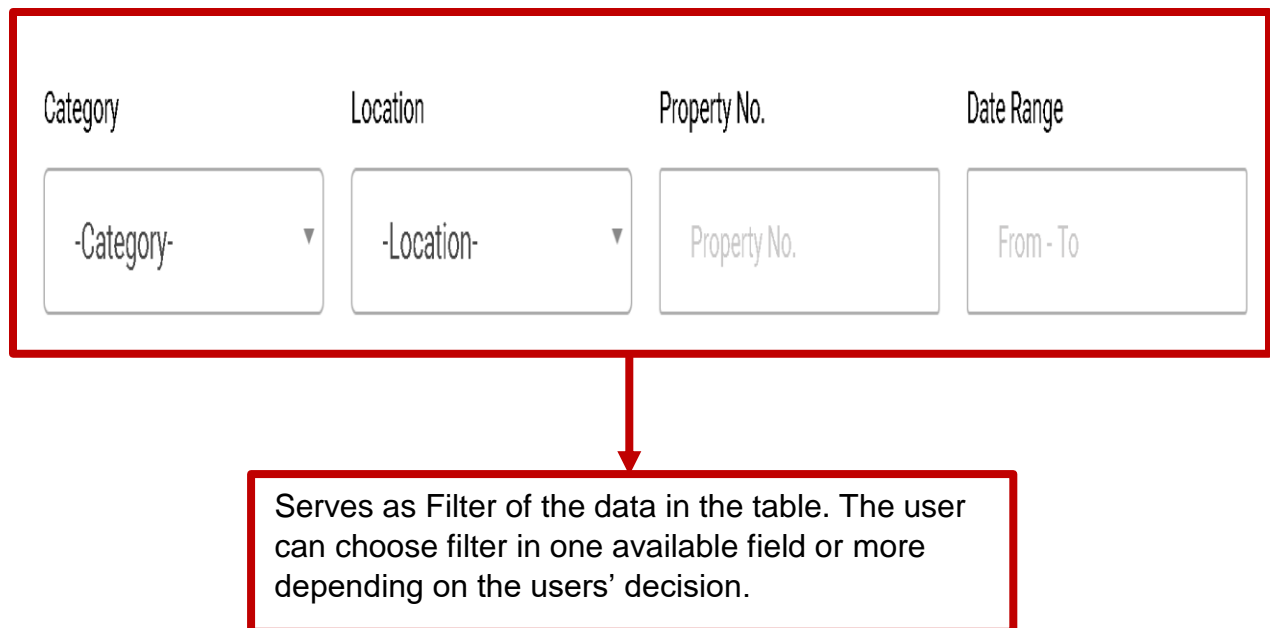 Category Location Property No. Date Range
-Category- -Location- Property No. From - To
Serves as Filter of the data in the table. The user
can choose filter in one available field or more
depending on the users’ decision.